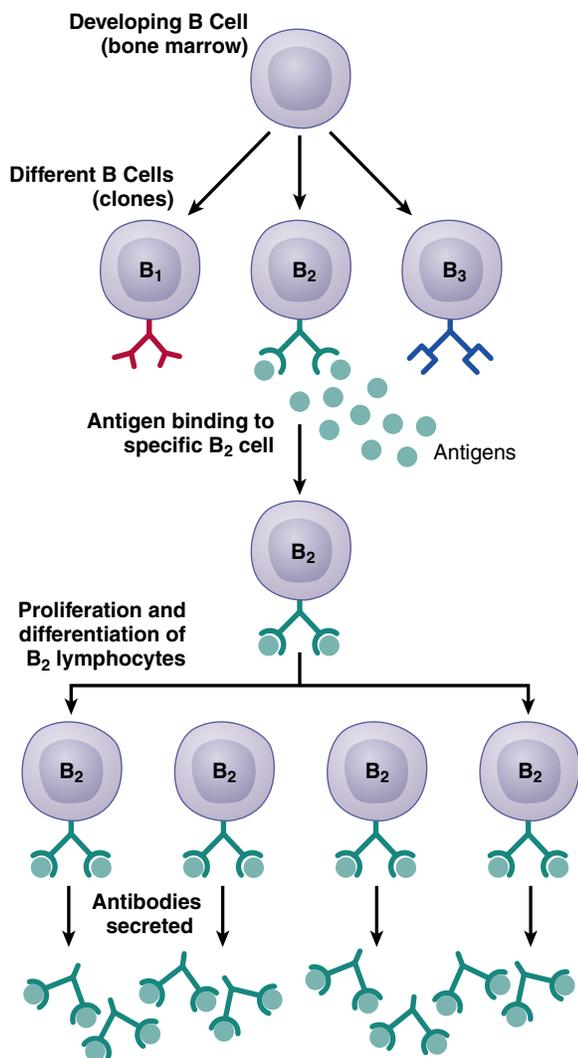 Developing B Cell
(bone marrow)
Different B Cells
(clones)
B₁
B₂
B₃
Antigen binding to
specific B₂ cell
Antigens
B₂
Proliferation and
differentiation of
B₂ lymphocytes
B₂
B₂
B₂
B₂
Antibodies
secreted